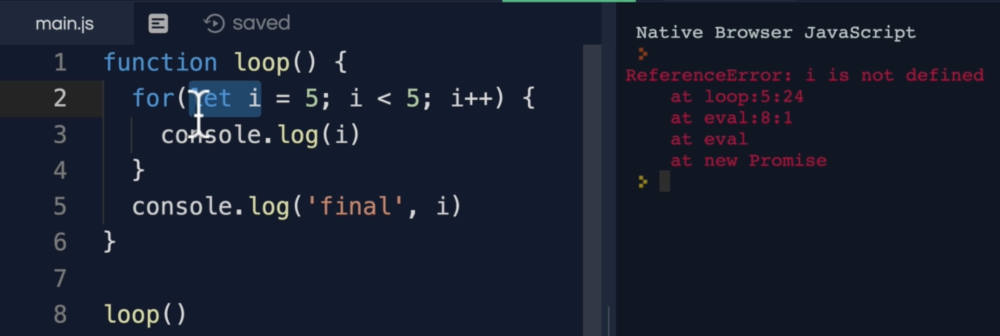 main.js saved
1 function loop() {
2   for(let i = 5; i < 5; i++) {
3     console.log(i)
4   }
5   console.log('final', i)
6 }
7
8 loop()
Native Browser JavaScript
>
ReferenceError: i is not defined
    at loop:5:24
    at eval:8:1
    at eval
    at new Promise
>